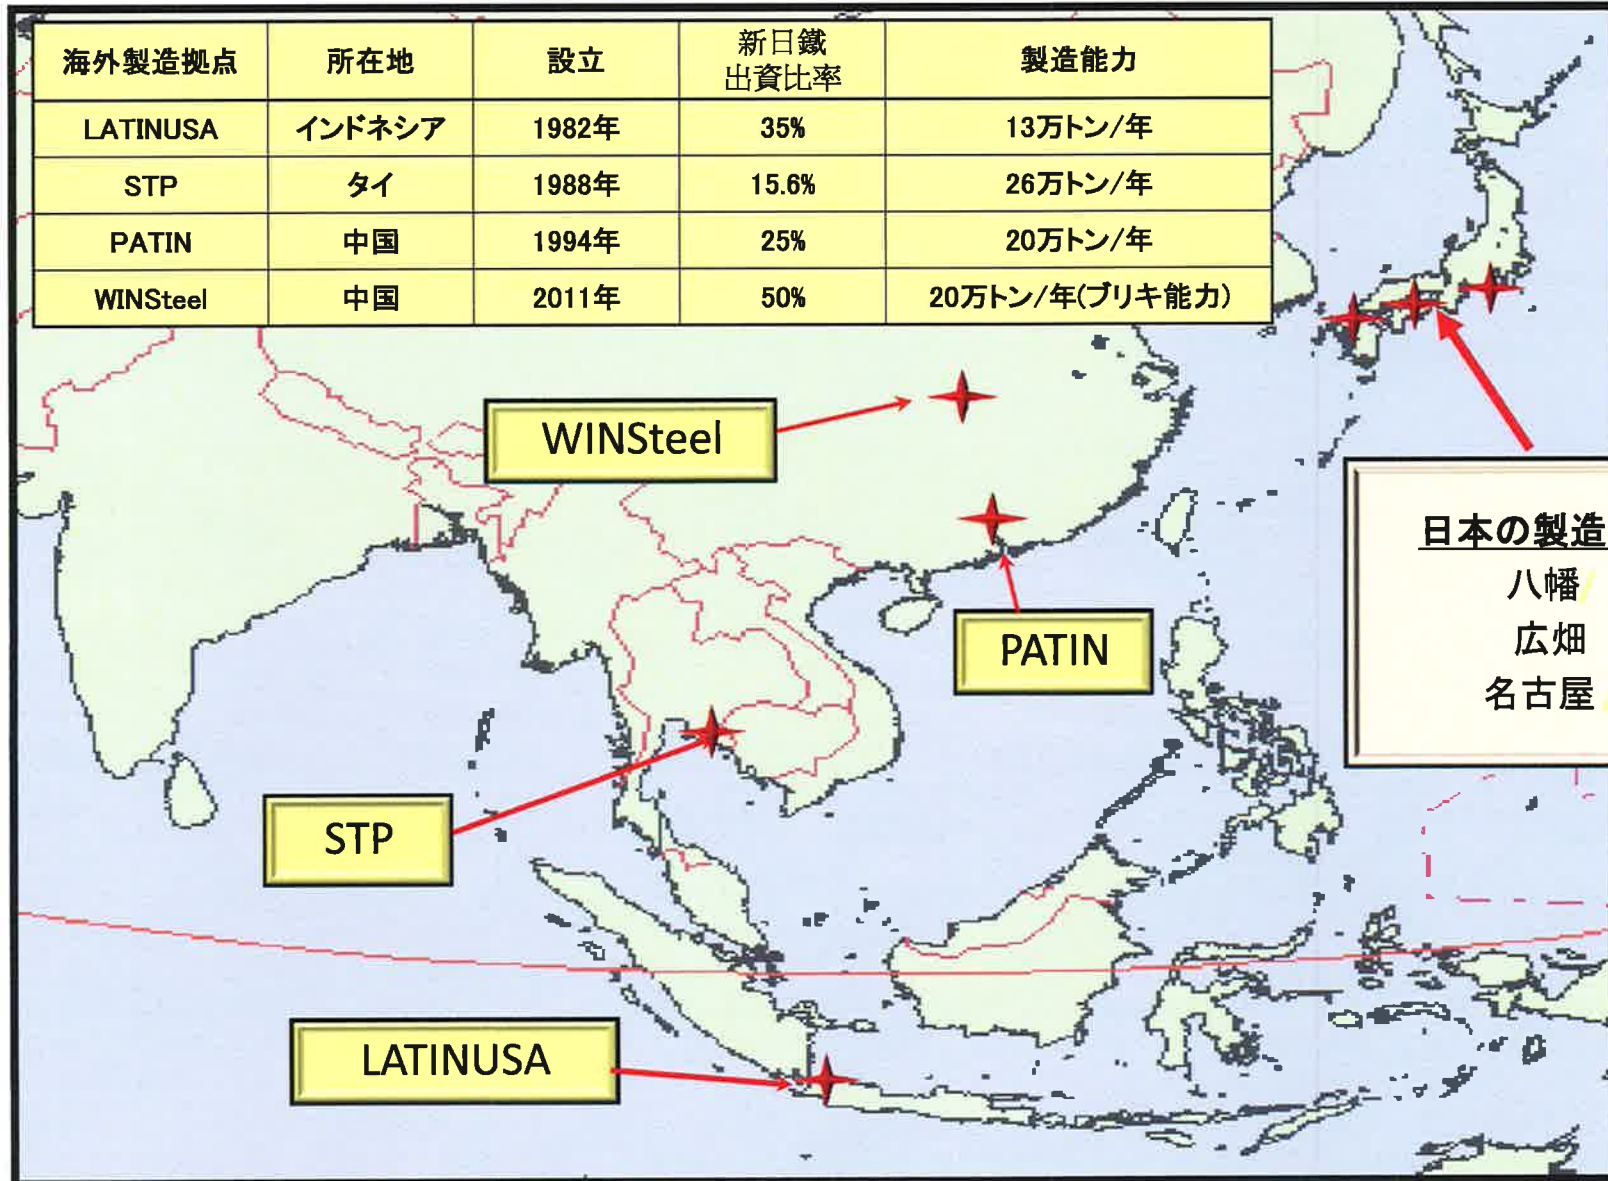 海外製造拠点 所在地 設立 新日鐵 出資比率 製造能力
LATINUSA インドネシア 1982年 35% 13万トン/年
STP タイ 1988年 15.6% 26万トン/年
PATIN 中国 1994年 25% 20万トン/年
WINSteel 中国 2011年 50% 20万トン/年(ブリキ能力)
WINSteel
日本の製造
八幡
広畑
名古屋
PATIN
STP
LATINUSA